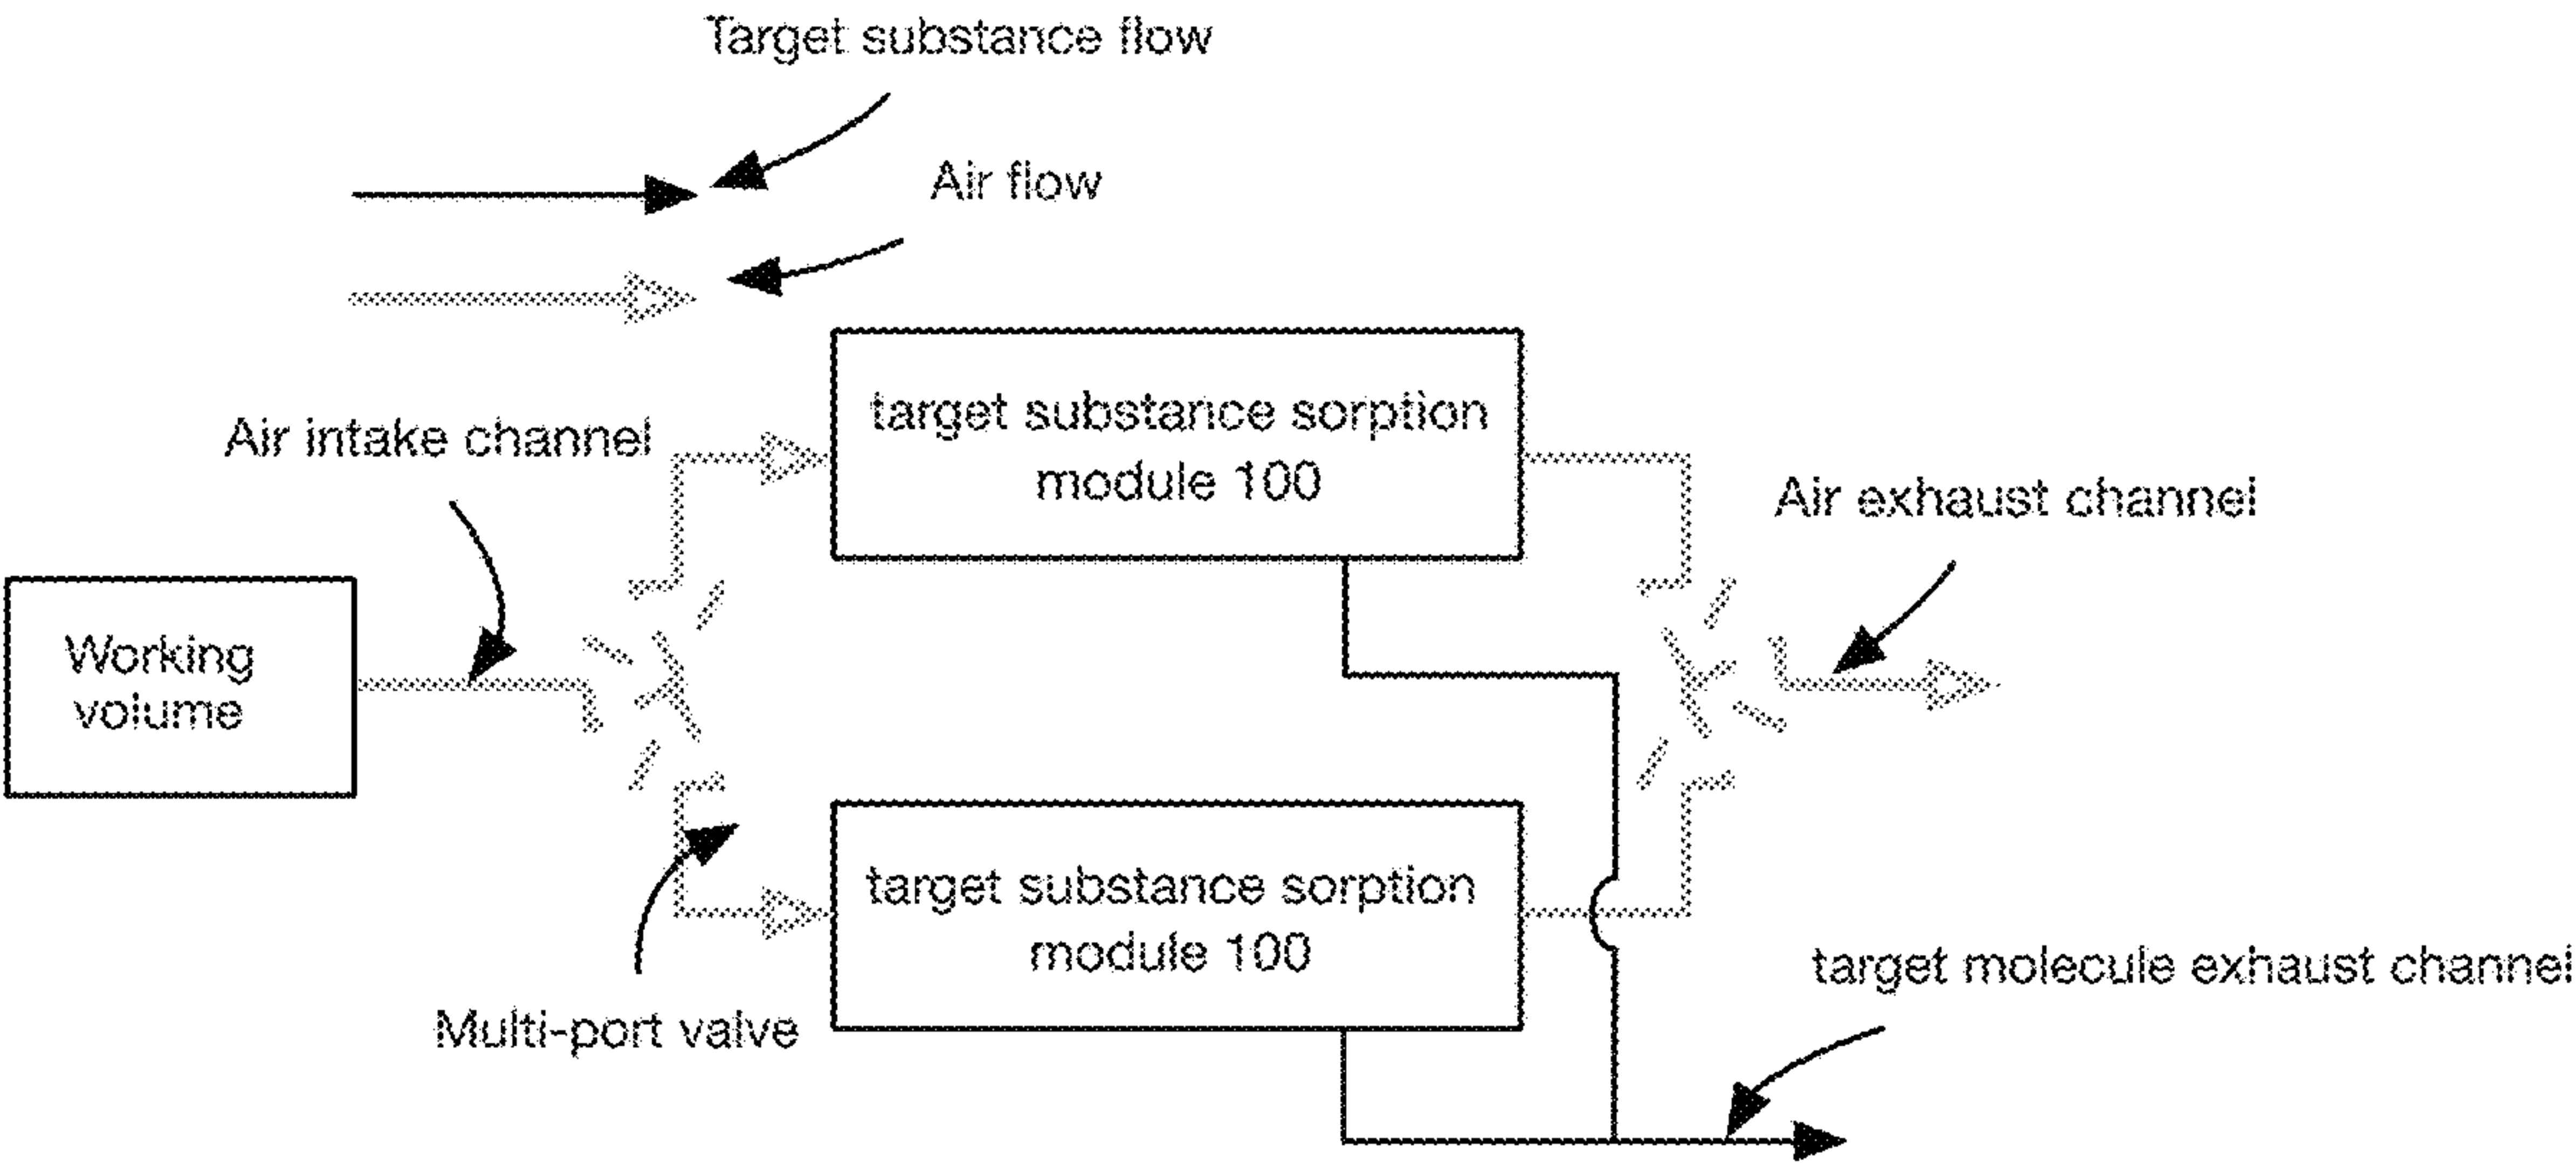 Target substance flow
Air flow
target substance sorption
module 100
Air intake channel
Air exhaust channel
Working
volume
target substance sorption
module 100
target molecule exhaust channel
Multi-port valve